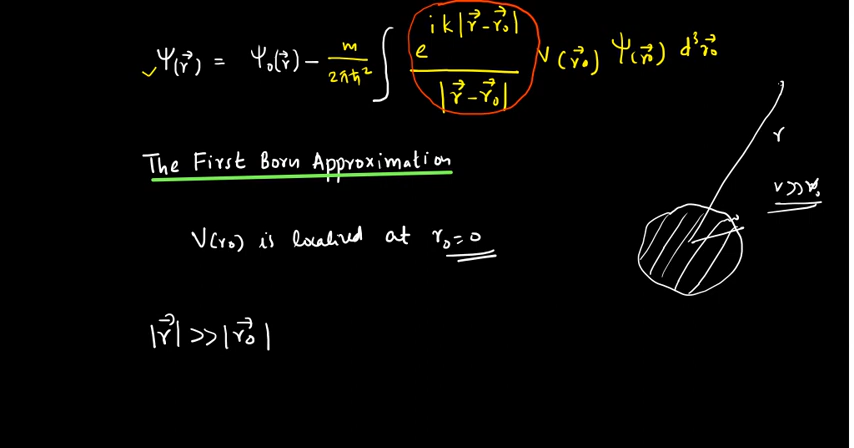 ψ(r⃗) = ψ₀(r⃗) − m/2πℏ² ∫ e^{ik|r⃗−r⃗₀|}/|r⃗−r⃗₀| V(r⃗₀) ψ(r⃗₀) d³r⃗₀
The First Born Approximation
r
r>>r₀
V(r₀) is localized at r₀=0
|r⃗| >> |r⃗₀|